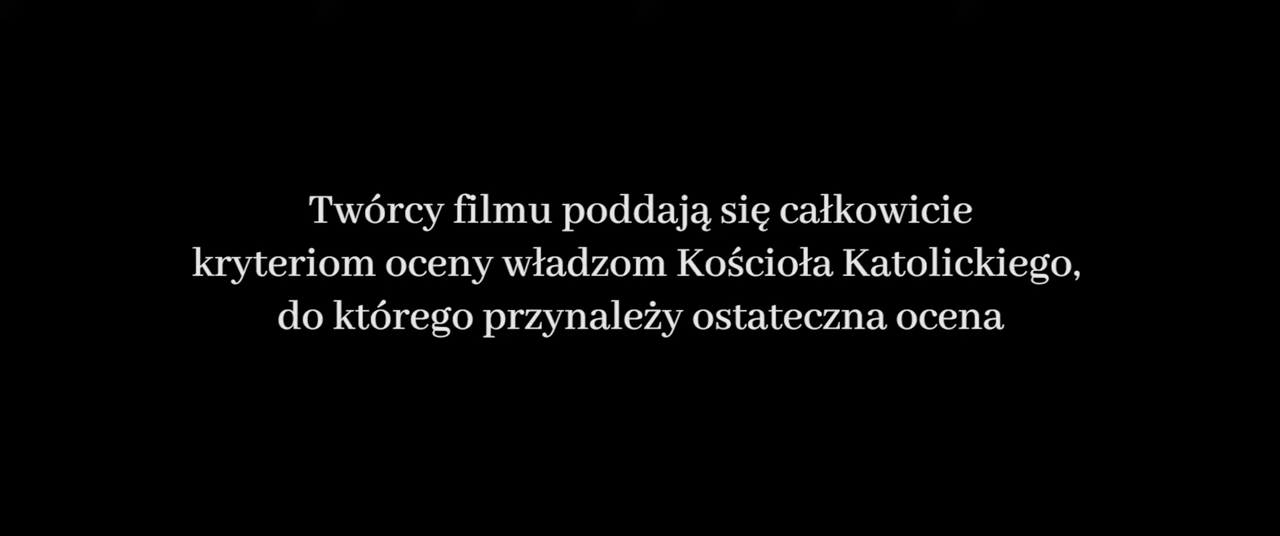 Twórcy filmu poddają się całkowicie
kryteriom oceny władzom Kościoła Katolickiego,
do którego przynależy ostateczna ocena